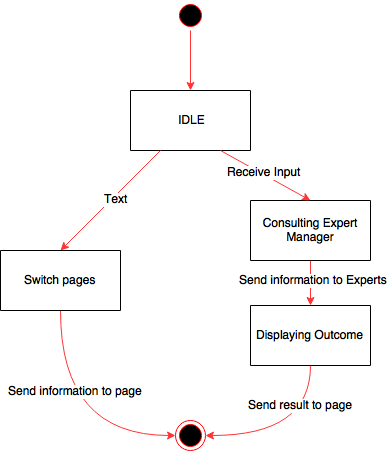 IDLE
Receive Input
Text
Consulting Expert
Manager
Switch pages
Send information to Experts
Displaying Outcome
Send information to page
Send result to page